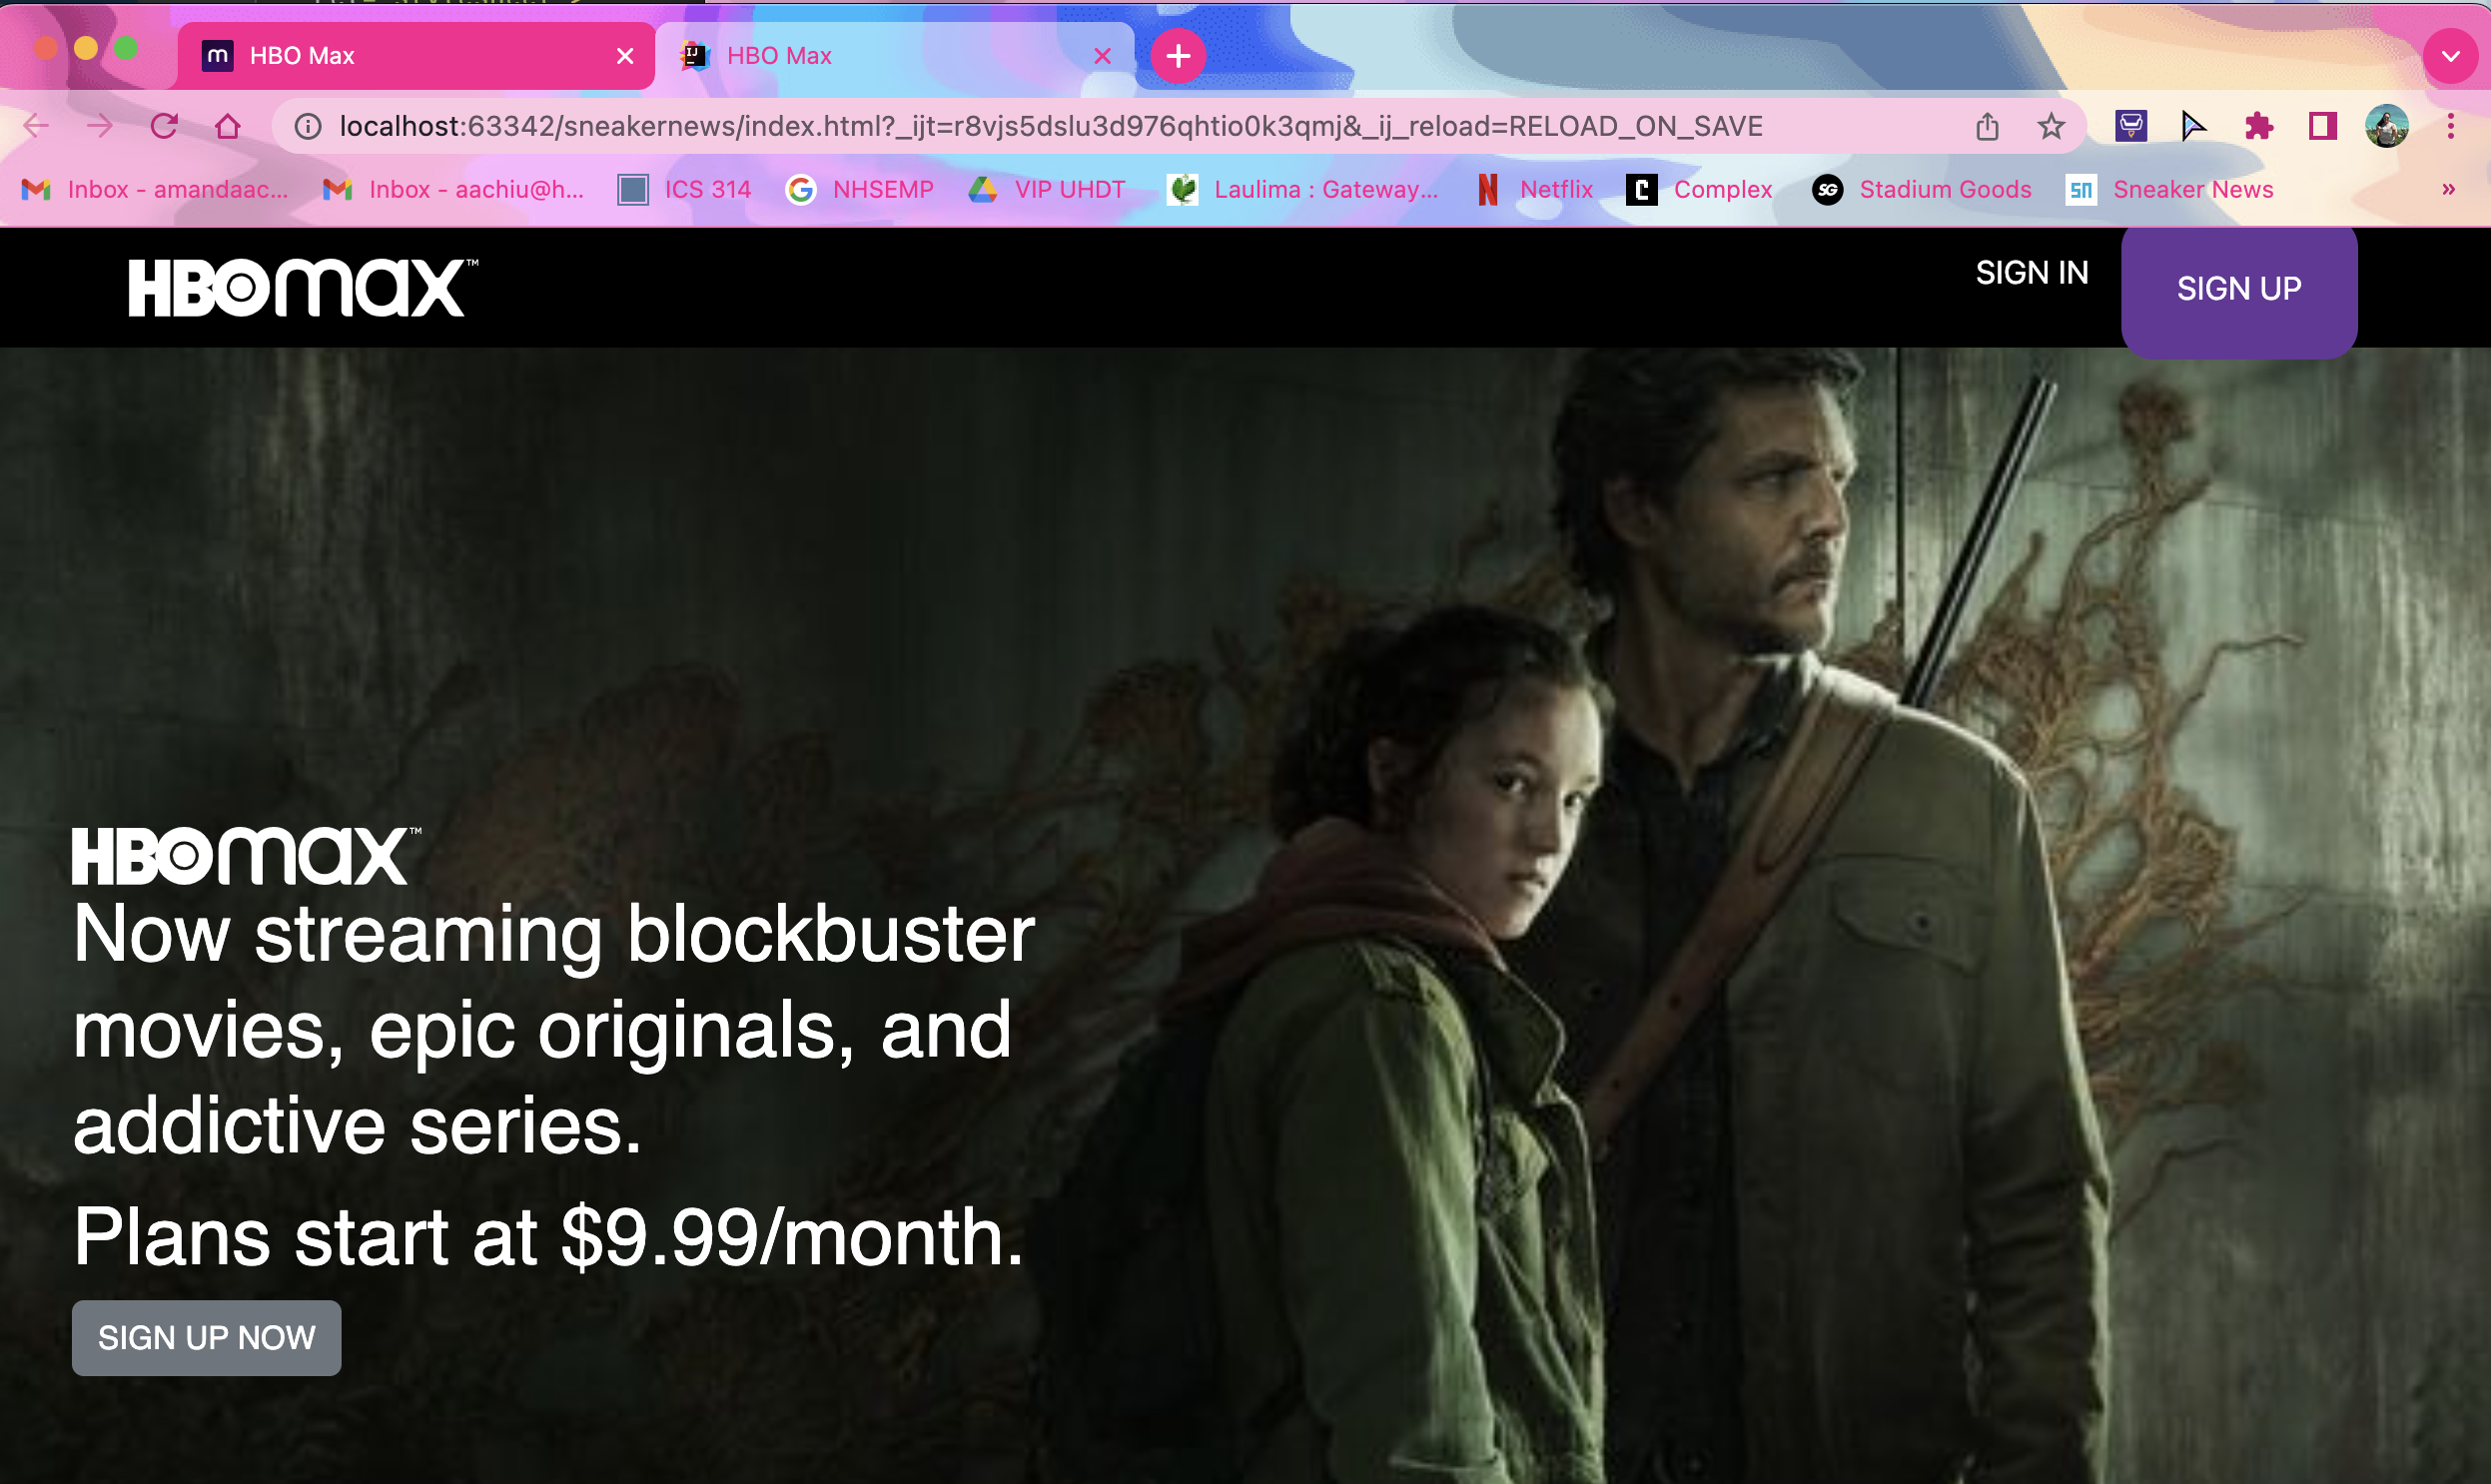 HBO Max
HBO Max
localhost:63342/sneakernews/index.html?_ijt=r8vjs5dslu3d976qhtio0k3qmj&_ij_reload=RELOAD_ON_SAVE
Inbox - amandaac... Inbox - aachiu@h... ICS 314 NHSEMP VIP UHDT Laulima : Gateway... Netflix Complex Stadium Goods Sneaker News
HBOmax™ SIGN IN SIGN UP
HBOmax™
Now streaming blockbuster
movies, epic originals, and
addictive series.
Plans start at $9.99/month.
SIGN UP NOW